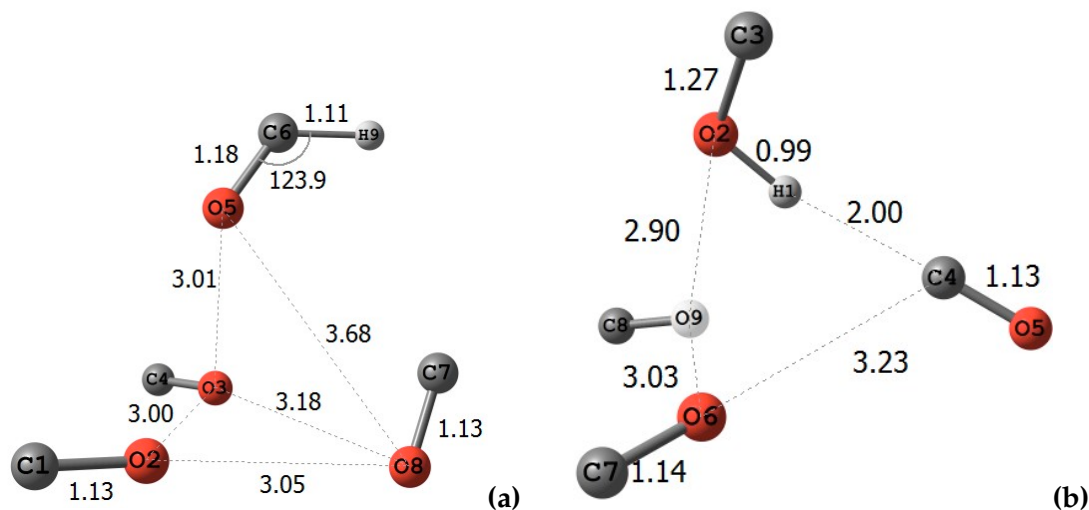 C6
1.11
H9
1.18
123.9
O5
3.01
3.68
C4
O3
C7
3.00
3.18
1.13
C1
O2
O8
1.13
3.05
(a)
C3
1.27
O2
0.99
H1
2.00
2.90
C4
1.13
C8
O9
O5
3.03
3.23
O6
C7
1.14
(b)